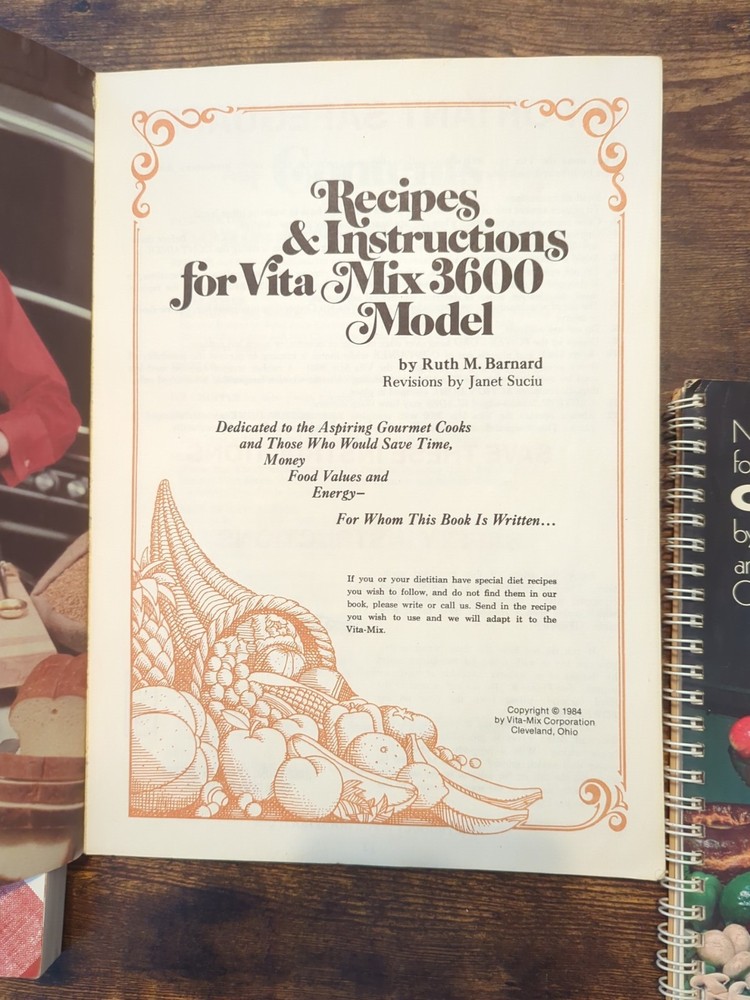 Recipes
& Instructions
for Vita Mix 3600
Model
by Ruth M. Barnard
Revisions by Janet Suciu
Dedicated to the Aspiring Gourmet Cooks
and Those Who Would Save Time,
Money
Food Values and
Energy–
For Whom This Book Is Written...
If you or your dietitian have special diet recipes
you wish to follow, and do not find them in our
book, please write or call us. Send in the recipe
you wish to use and we will adapt it to the
Vita-Mix.
Copyright © 1984
by Vita-Mix Corporation
Cleveland, Ohio